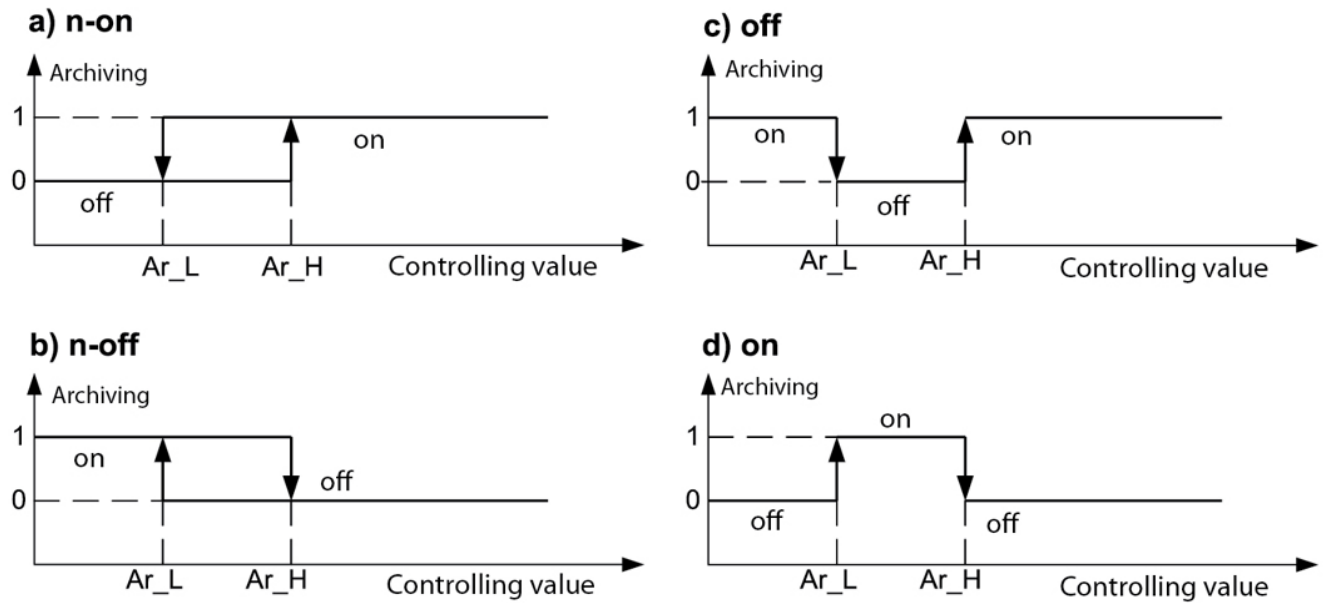 a) n-on
Archiving
1
on
0
off
Ar_L
Ar_H
Controlling value
c) off
Archiving
1
on
on
0
off
Ar_L
Ar_H
Controlling value
b) n-off
Archiving
1
on
off
0
Ar_L
Ar_H
Controlling value
d) on
Archiving
on
1
0
off
off
Ar_L
Ar_H
Controlling value